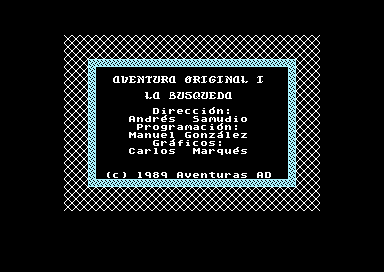 AVENTURA ORIGINAL I
LA BUSQUEDA
Dirección:
Andrés Samudio
Programación:
Manuel González
Gráficos:
Carlos Marqués
(c) 1989 Aventuras AD